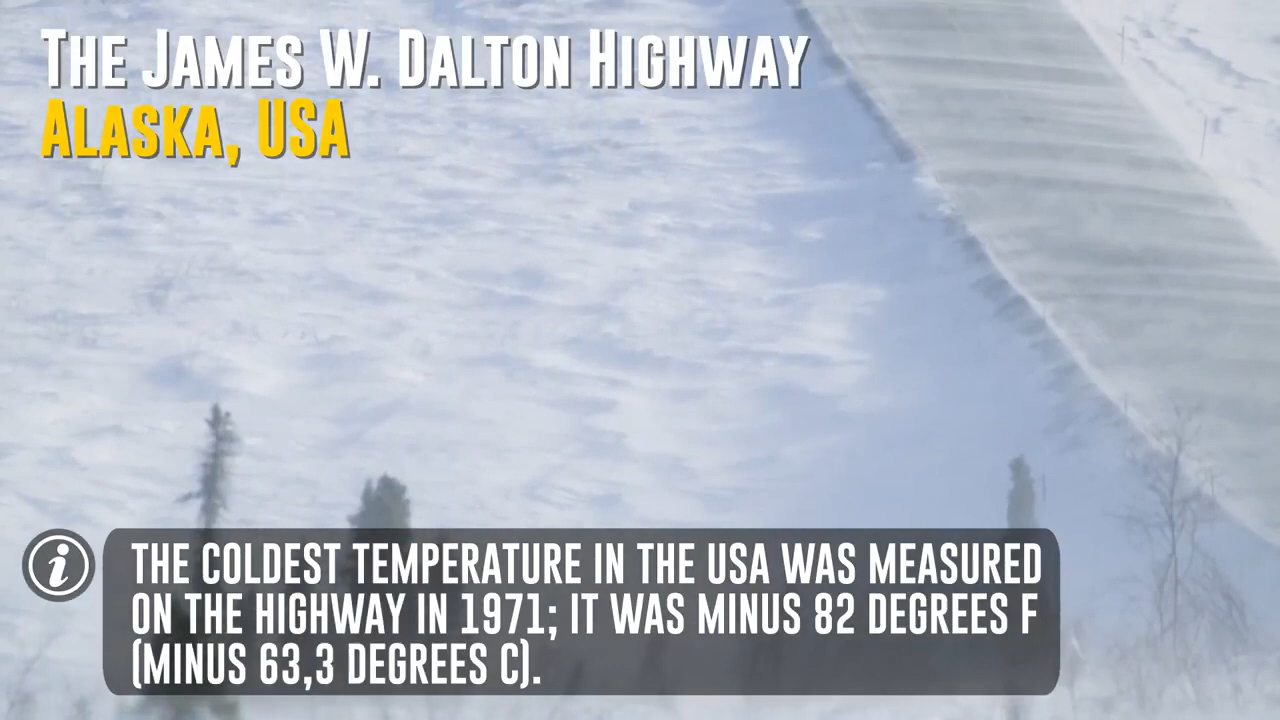 The James W. Dalton Highway
Alaska, USA
THE COLDEST TEMPERATURE IN THE USA WAS MEASURED
ON THE HIGHWAY IN 1971; IT WAS MINUS 82 DEGREES F
(MINUS 63,3 DEGREES C).